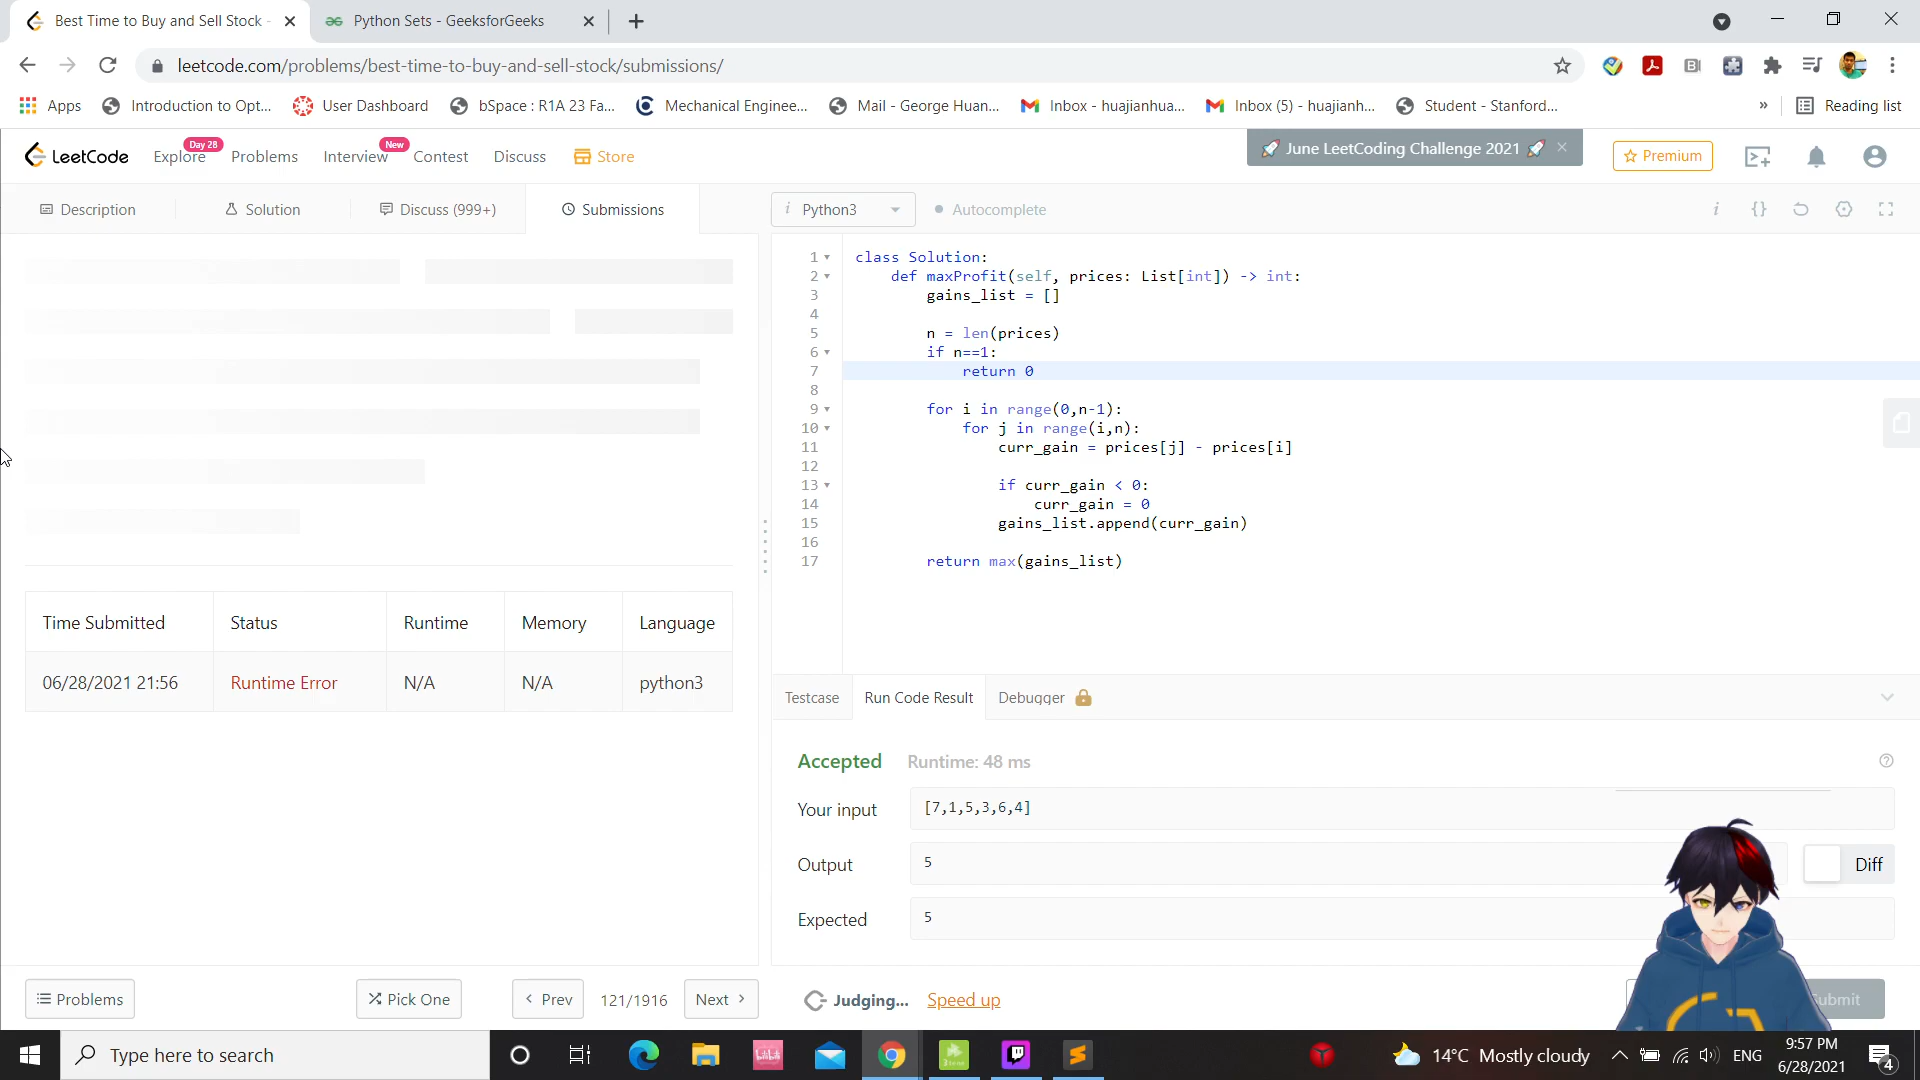 Best Time to Buy and Sell Stock -
Python Sets - GeeksforGeeks
leetcode.com/problems/best-time-to-buy-and-sell-stock/submissions/
Apps
Introduction to Opt...
User Dashboard
bSpace : R1A 23 Fa...
Mechanical Enginee...
Mail - George Huan...
Inbox - huajianhua...
Inbox (5) - huajianh...
Student - Stanford...
»
Reading list
LeetCode
Explore
Day 28
Problems
Interview
New
Contest
Discuss
Store
June LeetCoding Challenge 2021
Premium
Description
Solution
Discuss (999+)
Submissions
i Python3
Autocomplete
i {}
1 class Solution:
2 def maxProfit(self, prices: List[int]) -> int:
3 gains_list = []
4
5 n = len(prices)
6 if n==1:
7 return 0
8
9 for i in range(0,n-1):
10 for j in range(i,n):
11 curr_gain = prices[j] - prices[i]
12
13 if curr_gain < 0:
14 curr_gain = 0
15 gains_list.append(curr_gain)
16
17 return max(gains_list)
Time Submitted Status Runtime Memory Language
06/28/2021 21:56 Runtime Error N/A N/A python3
Testcase
Run Code Result
Debugger
Accepted Runtime: 48 ms
Your input [7,1,5,3,6,4]
Output 5
Diff
Expected 5
Problems
Pick One
Prev
121/1916
Next
Judging...
Speed up
Type here to search
14°C Mostly cloudy
ENG
9:57 PM
6/28/2021
4